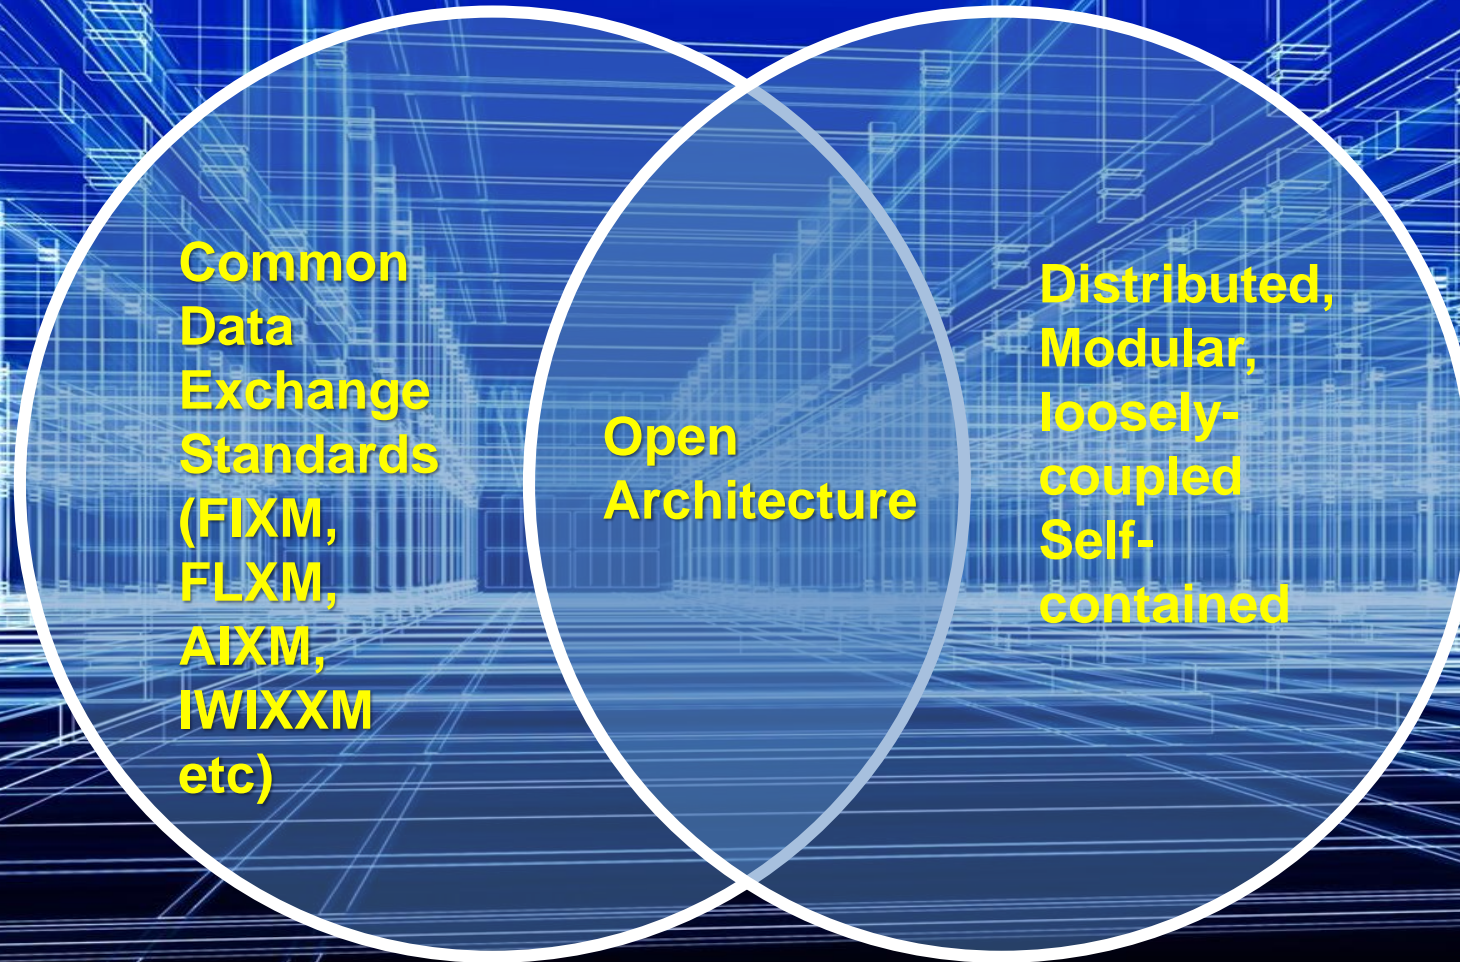 Common
Data
Exchange
Standards
(FIXM,
FLXM,
AIXM,
IWIXXM
etc)
Open
Architecture
Distributed,
Modular,
loosely-
coupled
Self-
contained